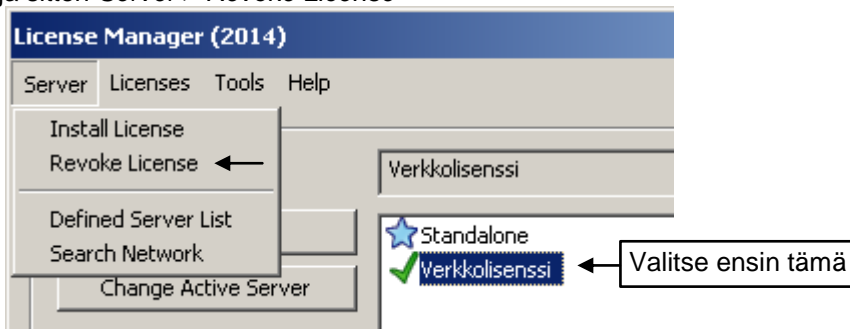 License Manager (2014)
Server Licenses Tools Help
Install License
Revoke License
Defined Server List
Search Network
Change Active Server
Verkkolisenssi
Standalone
Verkkolisenssi
Valitse ensin tämä